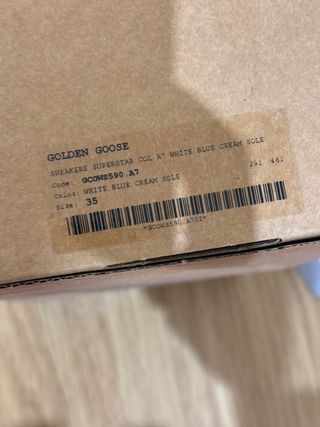 GOLDEN GOOSE
SNEAKERS SUPERSTAR COL A7 WHITE BLUE CREAM SOLE
Code: GCOWS590.A7
Color: WHITE BLUE CREAM SOLE 291 461
Size: 35
*GCOWS590.A702*